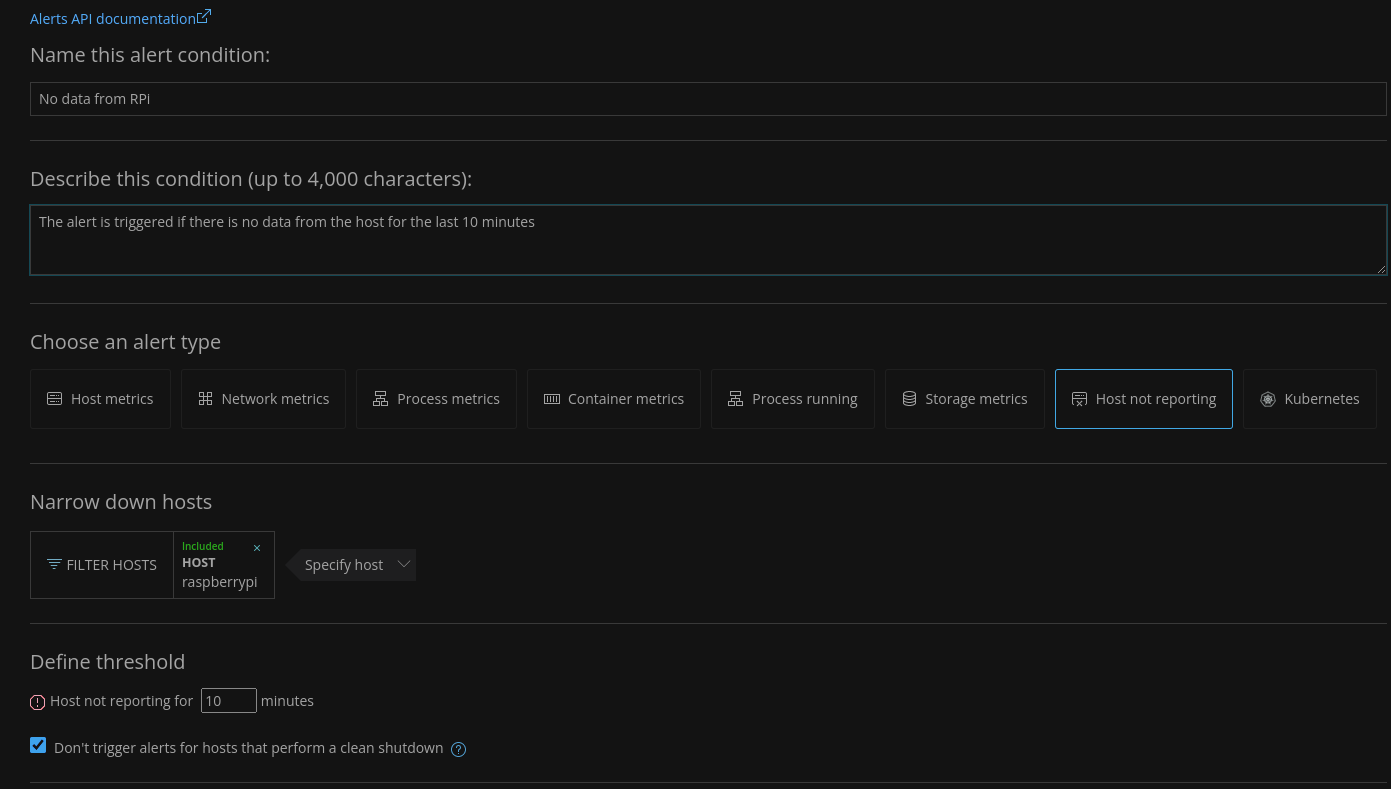 Alerts API documentation
Name this alert condition:
No data from RPi
Describe this condition (up to 4,000 characters):
The alert is triggered if there is no data from the host for the last 10 minutes
Choose an alert type
Host metrics
Network metrics
Process metrics
Container metrics
Process running
Storage metrics
Host not reporting
Kubernetes
Narrow down hosts
FILTER HOSTS
Included
HOST
raspberrypi
Specify host
Define threshold
Host not reporting for 10 minutes
Don't trigger alerts for hosts that perform a clean shutdown